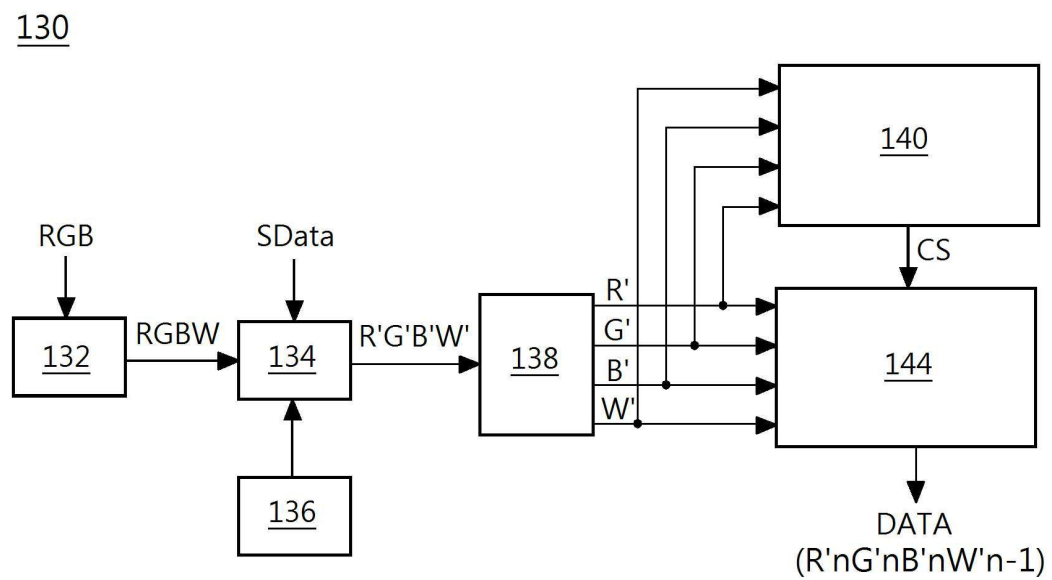 130
140
RGB
SData
CS
R'
RGBW
R'G'B'W'
G'
132
134
138
B'
144
W'
136
DATA
(R'nG'nB'nW'n-1)